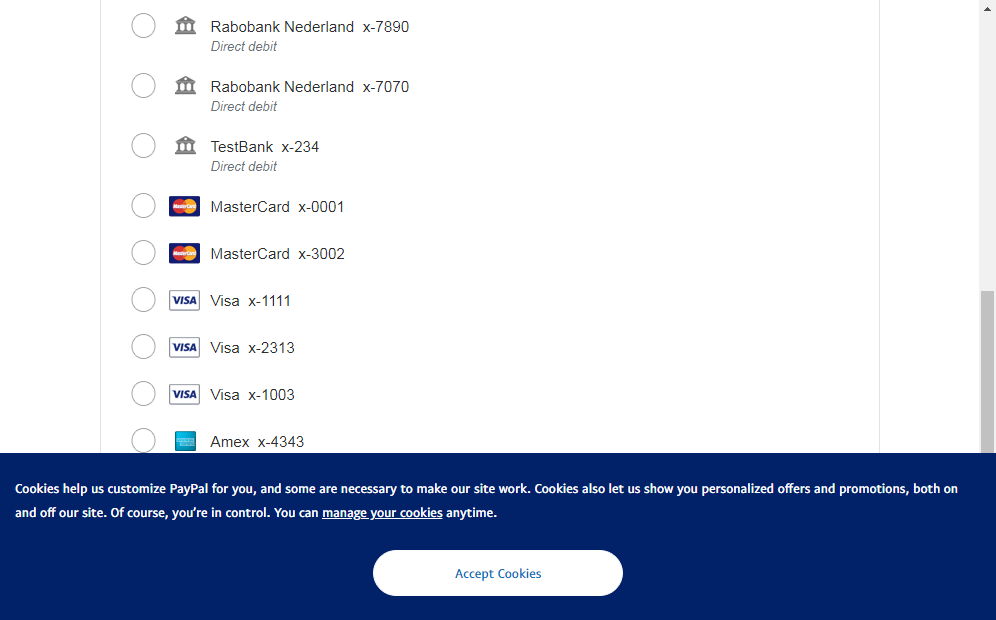 Rabobank Nederland x-7890
Direct debit
Rabobank Nederland x-7070
Direct debit
TestBank x-234
Direct debit
MasterCard MasterCard x-0001
MasterCard MasterCard x-3002
VISA Visa x-1111
VISA Visa x-2313
VISA Visa x-1003
Amex x-4343
Cookies help us customize PayPal for you, and some are necessary to make our site work. Cookies also let us show you personalized offers and promotions, both on
and off our site. Of course, you’re in control. You can manage your cookies anytime.
Accept Cookies